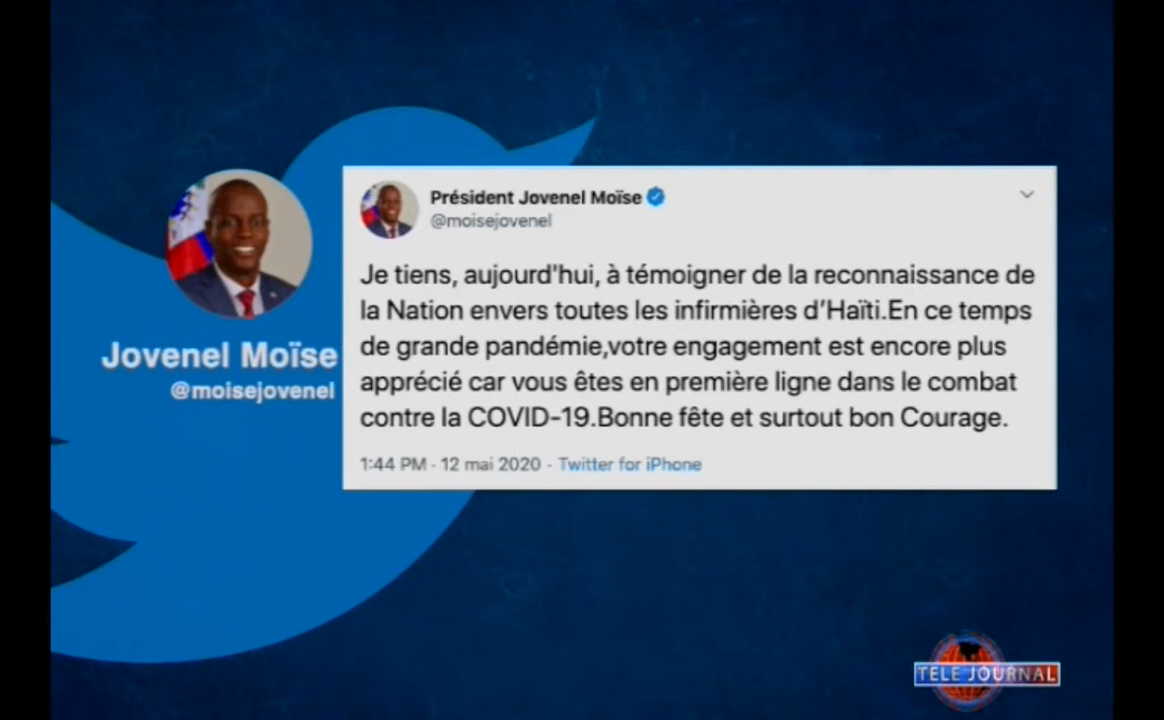 Jovenel Moïse
@moisejovenel
Président Jovenel Moïse
@moisejovenel
Je tiens, aujourd'hui, à témoigner de la reconnaissance de
la Nation envers toutes les infirmières d’Haïti.En ce temps
de grande pandémie,votre engagement est encore plus
apprécié car vous êtes en première ligne dans le combat
contre la COVID-19.Bonne fête et surtout bon Courage.
1:44 PM · 12 mai 2020 · Twitter for iPhone
TELE JOURNAL